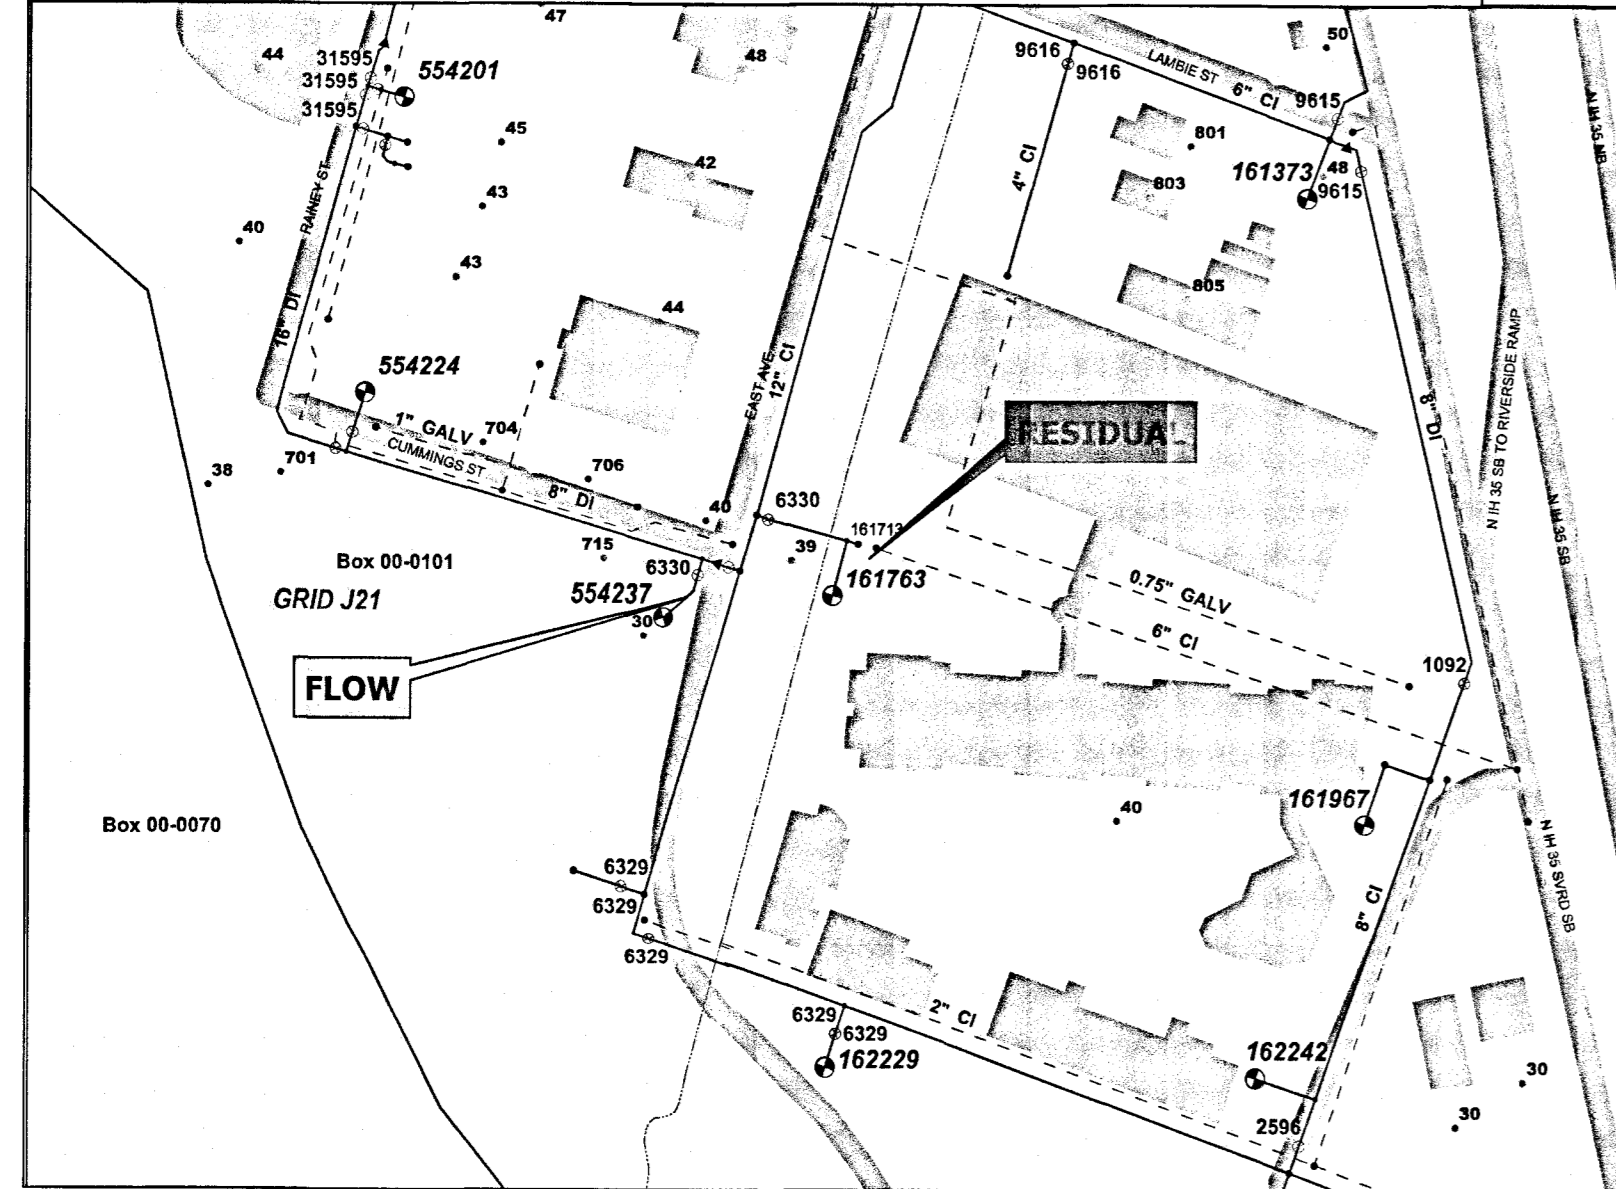 47
44
31595
31595
31595
554201
48
9616
9616
LAMBIE ST
6" CI
9615
50
N IH 35 NB
45
42
801
803
161373
48
9615
4" CI
RAINEY ST
43
40
43
805
16" DI
44
554224
EAST AVE
12" CI
8" DI
N IH 35 SB TO RIVERSIDE RAMP
1" GALV
704
CUMMINGS ST
RESIDUAL
701
38
706
8" DI
40
6330
161713
39
N IH 35 SB
Box 00-0101
715
6330
GRID J21
554237
161763
0.75" GALV
30
6" CI
FLOW
1092
161967
40
Box 00-0070
N IH 35 SVRD SB
6329
6329
6329
8" CI
2" CI
6329
6329
162229
162242
30
30
2596